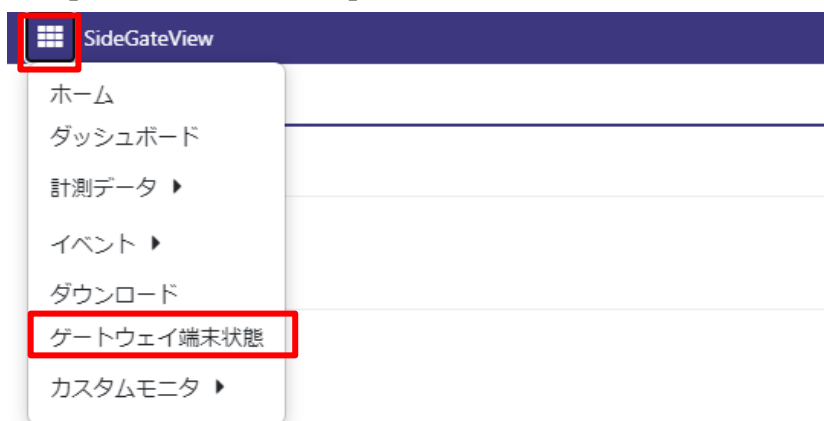 SideGateView
ホーム
ダッシュボード
計測データ
イベント
ダウンロード
ゲートウェイ端末状態
カスタムモニタ